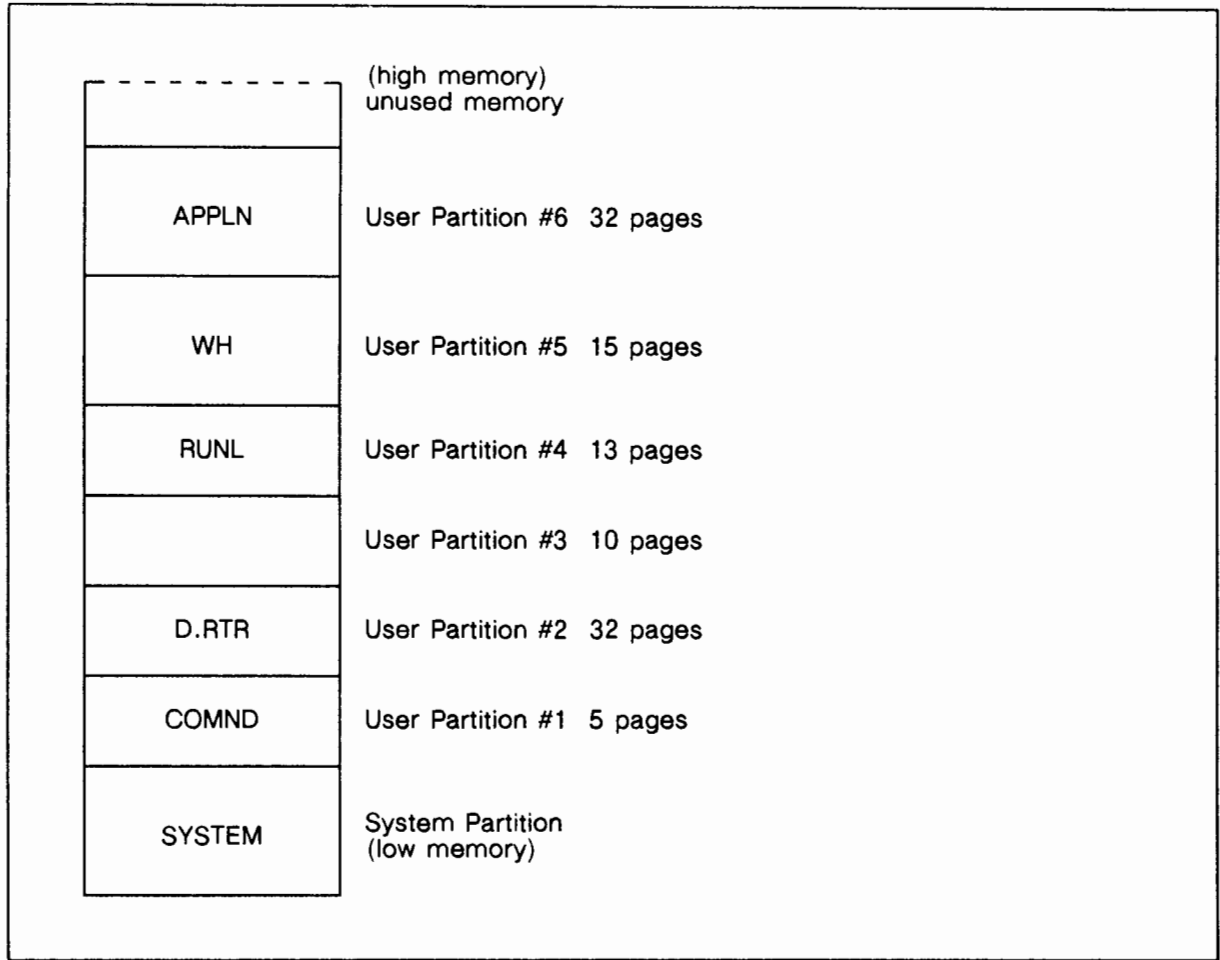 (high memory)
unused memory
APPLN User Partition #6 32 pages
WH User Partition #5 15 pages
RUNL User Partition #4 13 pages
User Partition #3 10 pages
D.RTR User Partition #2 32 pages
COMND User Partition #1 5 pages
SYSTEM System Partition
(low memory)